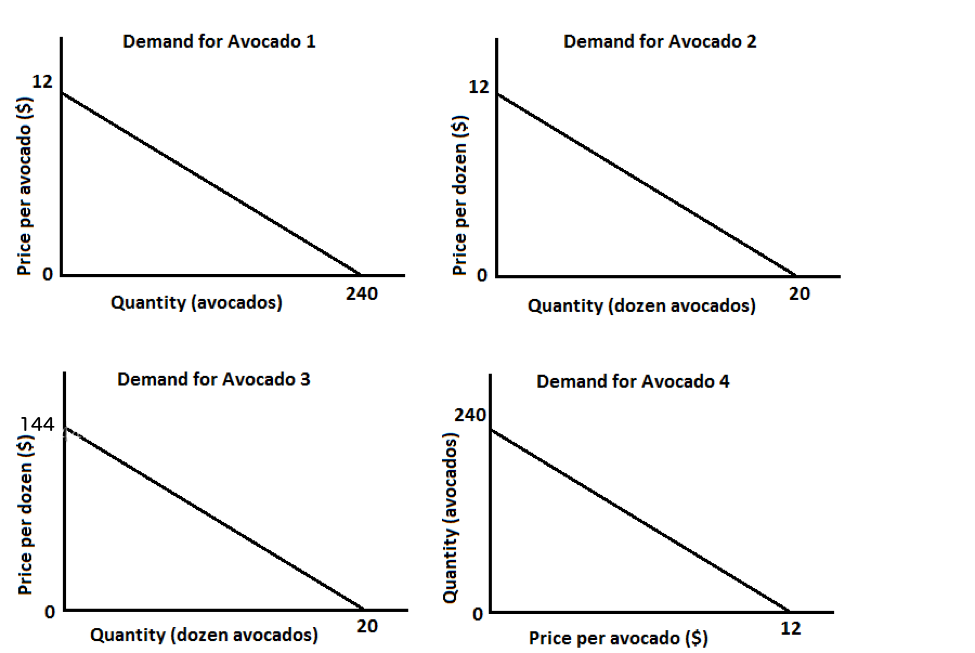 Demand for Avocado 1
12
Price per avocado ($)
0
240
Quantity (avocados)
Demand for Avocado 2
12
Price per dozen ($)
0
20
Quantity (dozen avocados)
Demand for Avocado 3
144
Price per dozen ($)
0
20
Quantity (dozen avocados)
Demand for Avocado 4
240
Quantity (avocados)
0
12
Price per avocado ($)